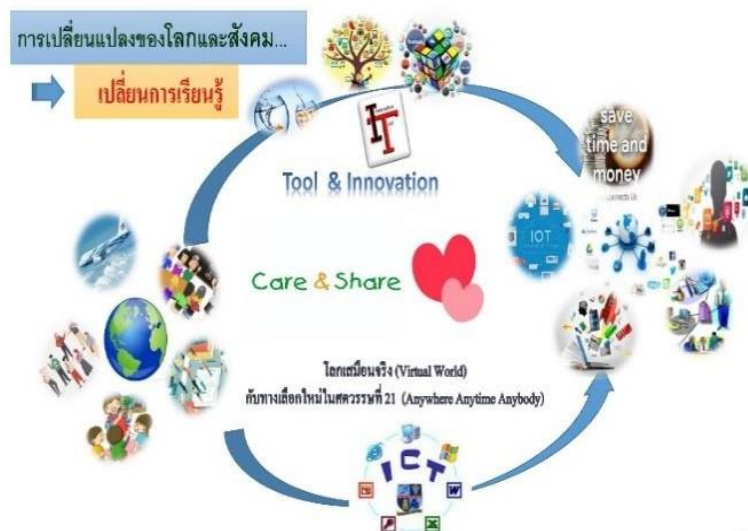 การเปลี่ยนแปลงของโลกและสังคม...
เปลี่ยนการเรียนรู้
IT
Tool & Innovation
save
time and
money
IOT
Care & Share
โลกเสมือนจริง (Virtual World)
กับทางเลือกใหม่ในศตวรรษที่ 21 (Anywhere Anytime Anybody)
ICT